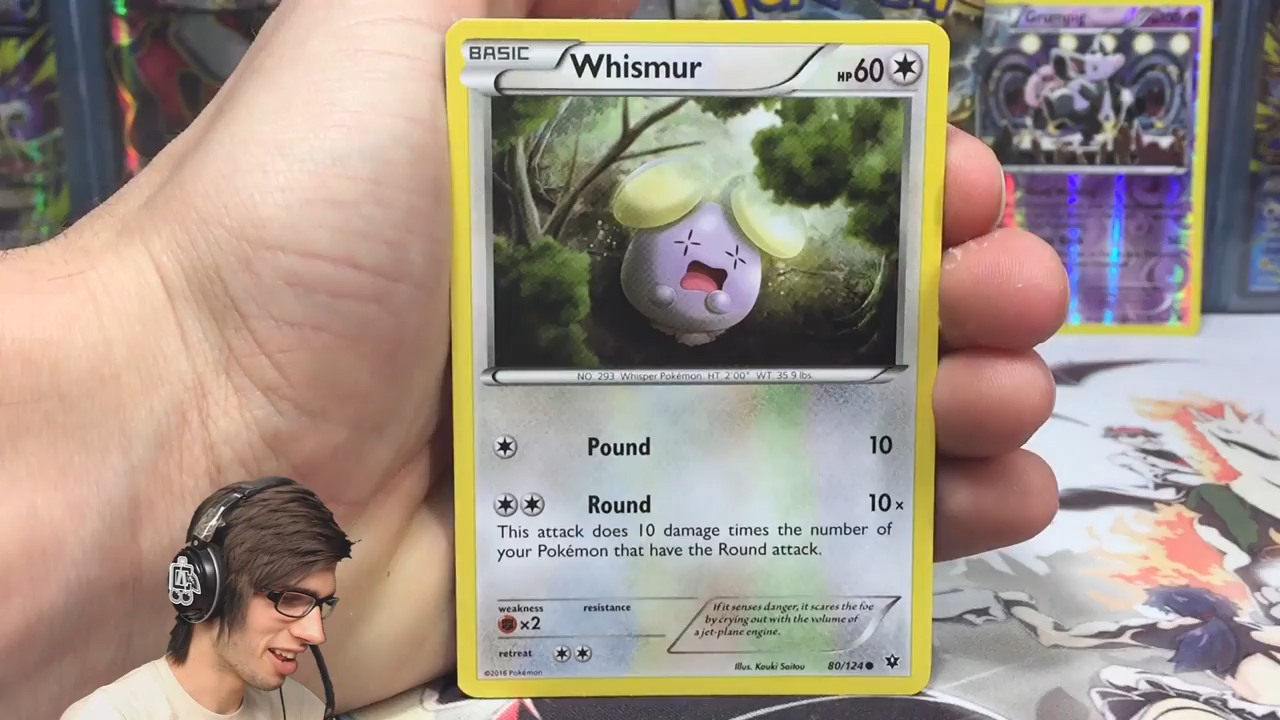 BASIC Whismur HP60
NO. 293 Whisper Pokémon HT 2'00" WT 35.9 lbs.
Pound 10
Round 10×
This attack does 10 damage times the number of
your Pokémon that have the Round attack.
weakness resistance
×2
retreat
If it senses danger, it scares the foe
by crying out with the volume of
a jet-plane engine.
©2016 Pokémon
Illus. Kouki Saitou 80/124
Grumpig